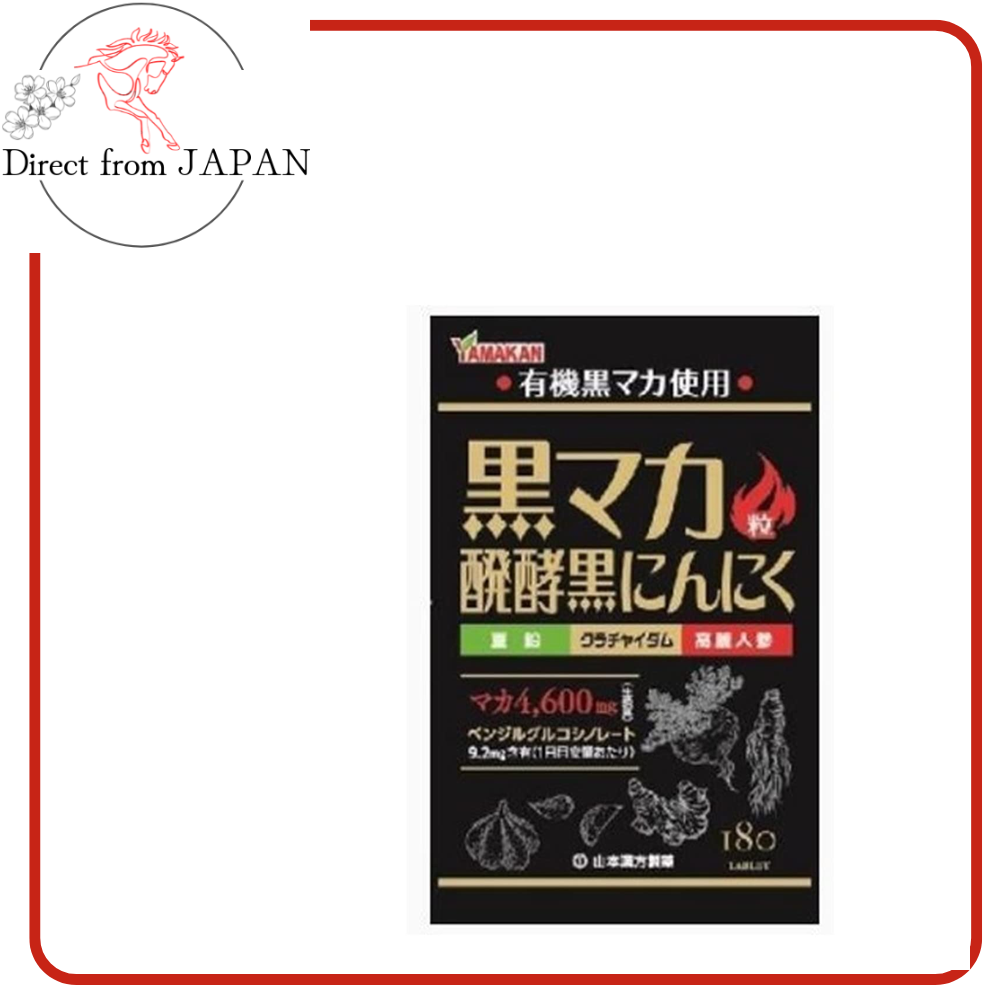 Direct from JAPAN
YAMAKAN
有機黒マカ使用
黒マカ
粒
醗酵黒にんにく
亜鉛 クラチャイダム 高麗人参
マカ4,600mg
ベンジルグルコシノレート
9.2mg含有(1日目安量あたり)
180
TABLET
山本漢方製薬